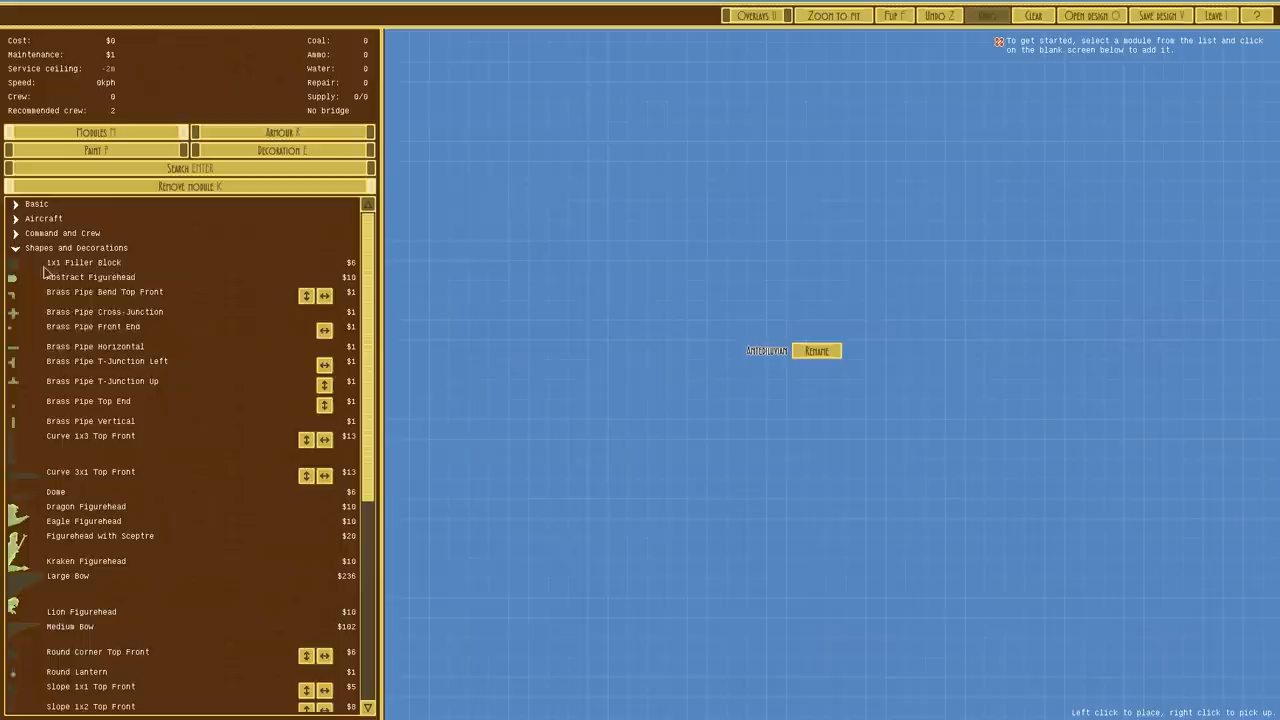 OVERLAYS U
ZOOM TO FIT
FLIP F
UNDO Z
CLEAR
OPEN DESIGN O
SAVE DESIGN V
LEAVE L
?
Cost: $0
Maintenance: $1
Service ceiling: -2m
Speed: 0kph
Crew: 0
Recommended crew: 2
Coal: 0
Ammo: 0
Water: 0
Repair: 0
Supply: 0/0
No bridge
To get started, select a module from the list and click
on the blank screen below to add it.
MODULES M
ARMOUR R
PAINT P
DECORATION E
SEARCH ENTER
REMOVE MODULE K
Basic
Aircraft
Command and Crew
Shapes and Decorations
1x1 Filler Block $6
Abstract Figurehead $10
Brass Pipe Bend Top Front $1
Brass Pipe Cross-Junction $1
Brass Pipe Front End $1
Brass Pipe Horizontal $1
Brass Pipe T-Junction Left $1
Brass Pipe T-Junction Up $1
Brass Pipe Top End $1
Brass Pipe Vertical $1
Curve 1x3 Top Front $13
Curve 3x1 Top Front $13
Dome $6
Dragon Figurehead $10
Eagle Figurehead $10
Figurehead with Sceptre $20
Kraken Figurehead $10
Large Bow $236
Lion Figurehead $10
Medium Bow $102
Round Corner Top Front $6
Round Lantern $1
Slope 1x1 Top Front $5
Slope 1x2 Top Front $8
ANTEDILUVIAN
RENAME
Left click to place, right click to pick up.